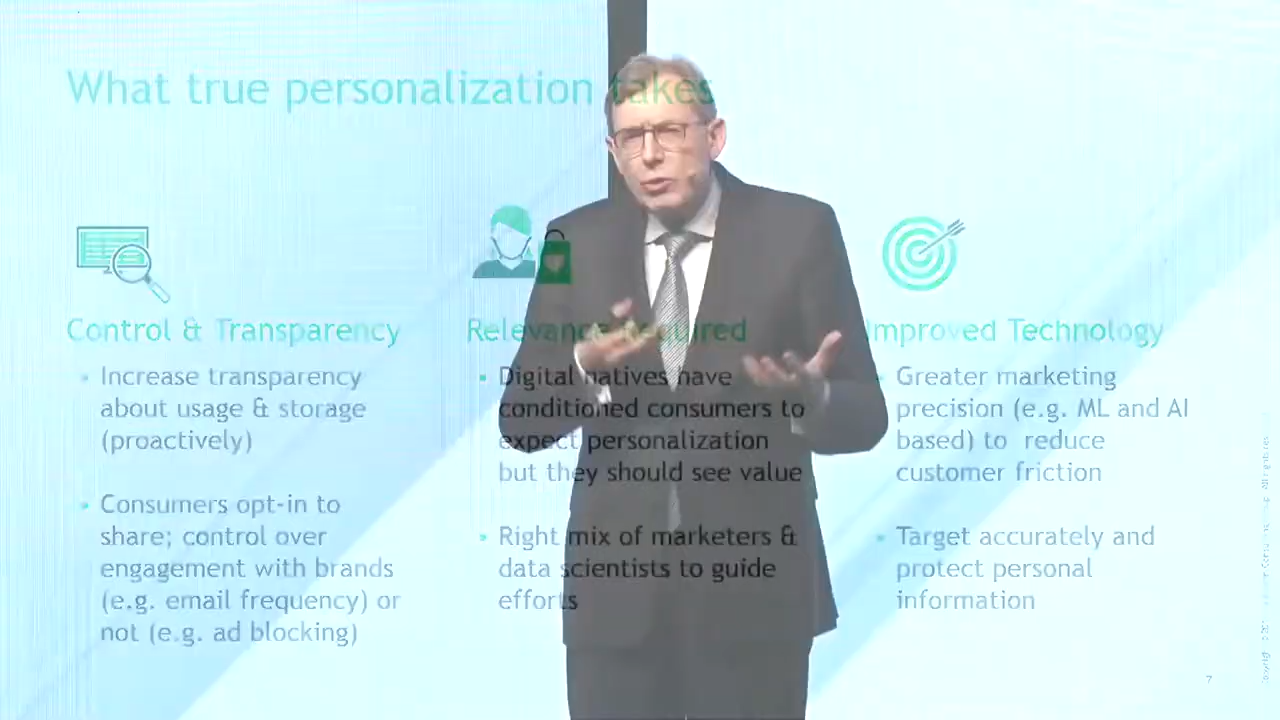 What true personalization takes
Control & Transparency
Increase transparency
about usage & storage
(proactively)
Consumers opt-in to
share; control over
engagement with brands
(e.g. email frequency) or
not (e.g. ad blocking)
Relevance Required
Digital natives have
conditioned consumers to
expect personalization
but they should see value
Right mix of marketers &
data scientists to guide
efforts
Improved Technology
Greater marketing
precision (e.g. ML and AI
based) to reduce
customer friction
Target accurately and
protect personal
information
7